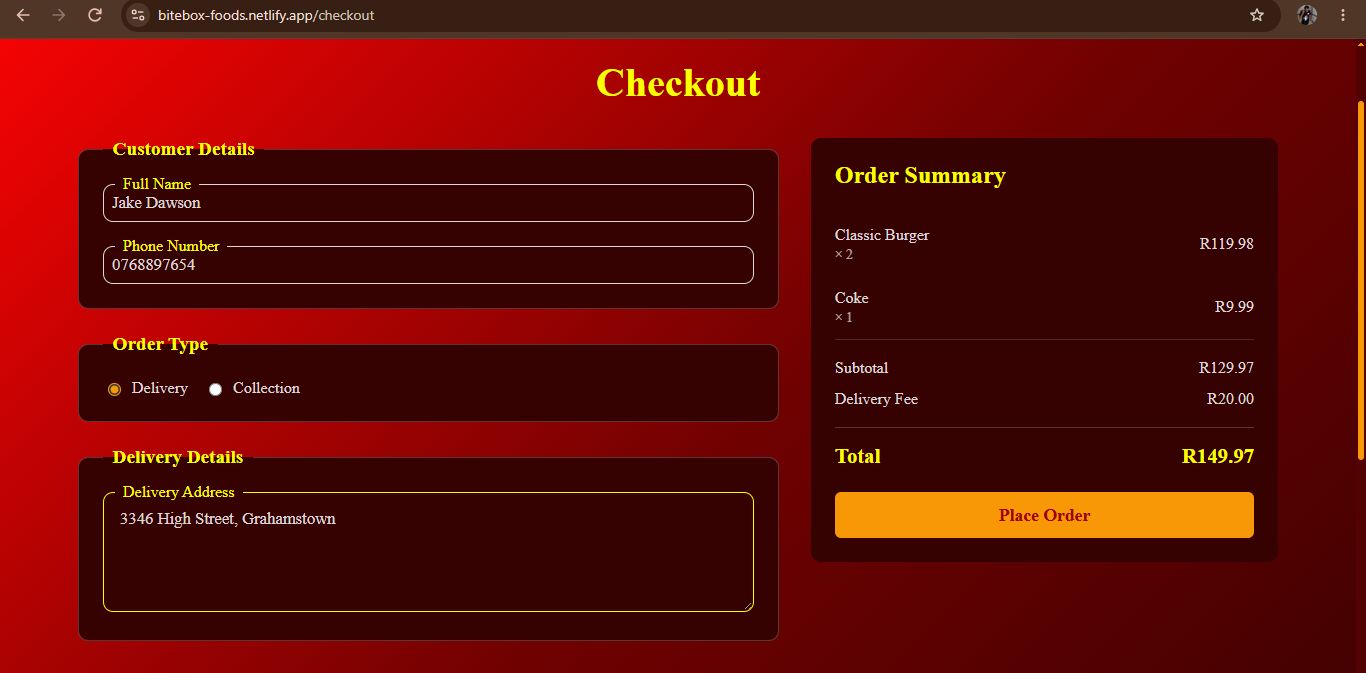 bitebox-foods.netlify.app/checkout
Checkout
Customer Details
Full Name
Jake Dawson
Phone Number
0768897654
Order Type
Delivery Collection
Delivery Details
Delivery Address
3346 High Street, Grahamstown
Order Summary
Classic Burger
× 2
R119.98
Coke
× 1
R9.99
Subtotal R129.97
Delivery Fee R20.00
Total R149.97
Place Order